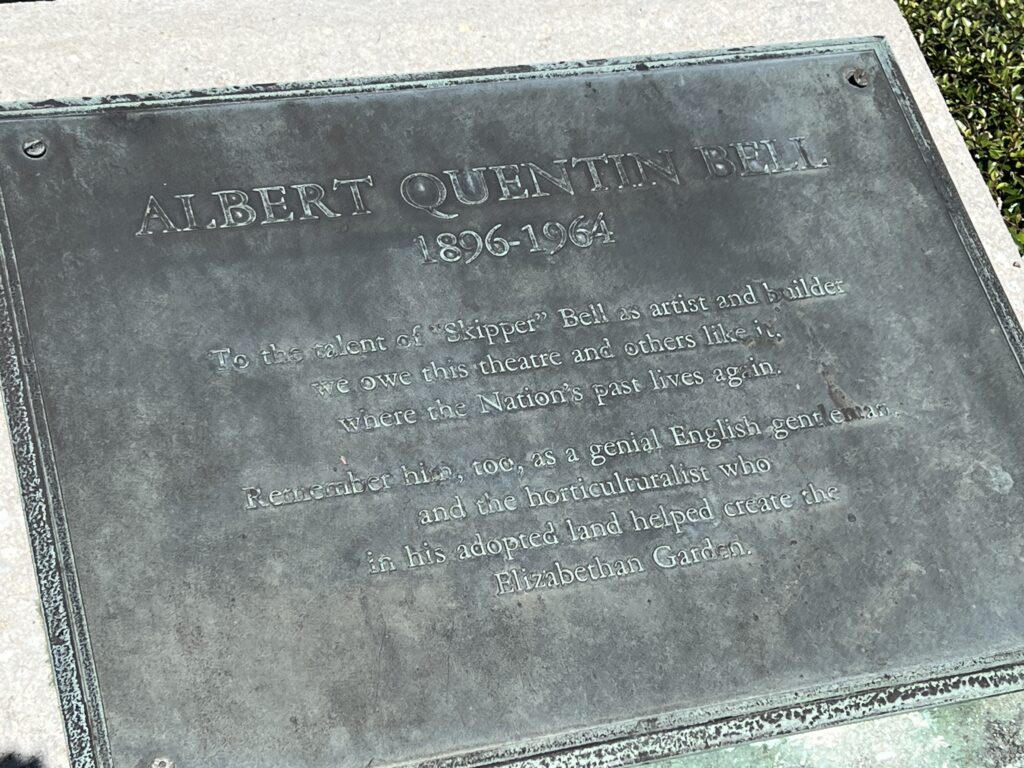 ALBERT QUENTIN BELL
1896-1964
To the talent of "Skipper" Bell as artist and builder
we owe this theatre and others like it,
where the Nation's past lives again.
Remember him, too, as a genial English gentleman,
and the horticulturalist who
in his adopted land helped create the
Elizabethan Garden.